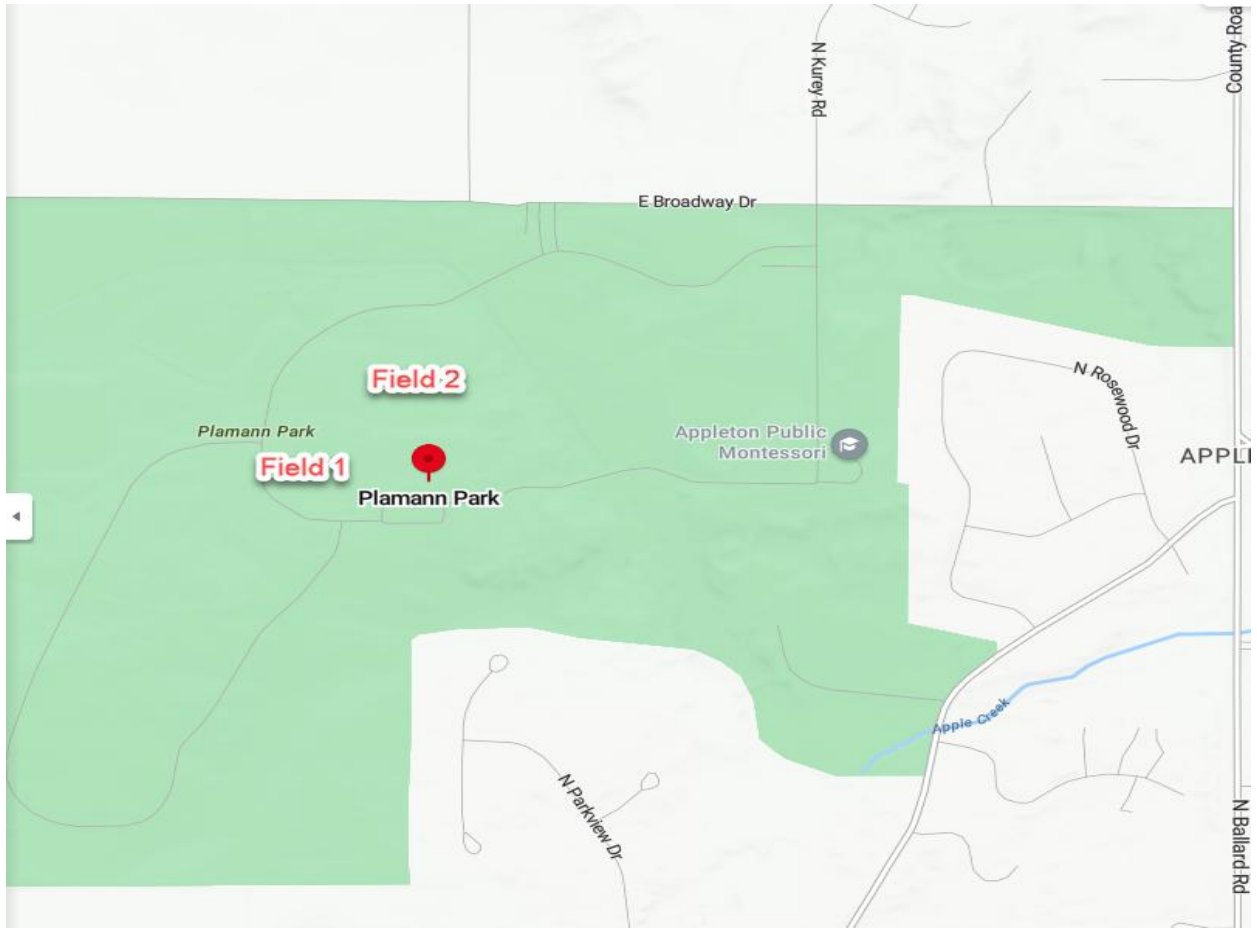 County Roa
N Kurey Rd
E Broadway Dr
Field 2
N Rosewood Dr
Plamann Park
Appleton Public
Montessori
Field 1
APPLE
Plamann Park
Apple Creek
N Parkview Dr
N Ballard Rd